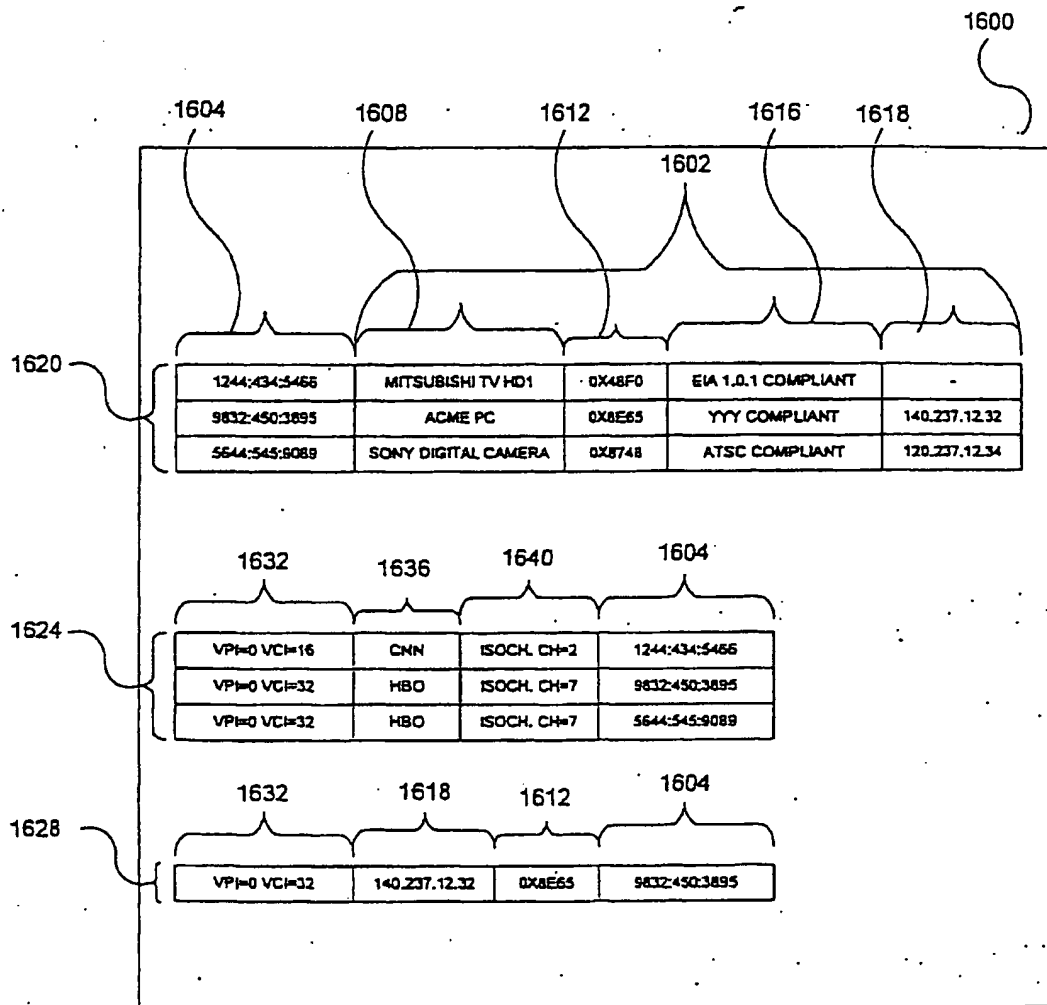 1600
1604 1608 1612 1616 1618
1602
1620
1244:434:5466 MITSUBISHI TV HD1 0X48F0 EIA 1.0.1 COMPLIANT -
9832:450:3895 ACME PC 0X8E65 YYY COMPLIANT 140.237.12.32
5644:545:9089 SONY DIGITAL CAMERA 0X8748 ATSC COMPLIANT 120.237.12.34
1632 1636 1640 1604
1624
VPI=0 VCI=16 CNN ISOCH. CH=2 1244:434:5466
VPI=0 VCI=32 HBO ISOCH. CH=7 9832:450:3895
VPI=0 VCI=32 HBO ISOCH. CH=7 5644:545:9089
1632 1618 1612 1604
1628
VPI=0 VCI=32 140.237.12.32 0X8E65 9832:450:3895